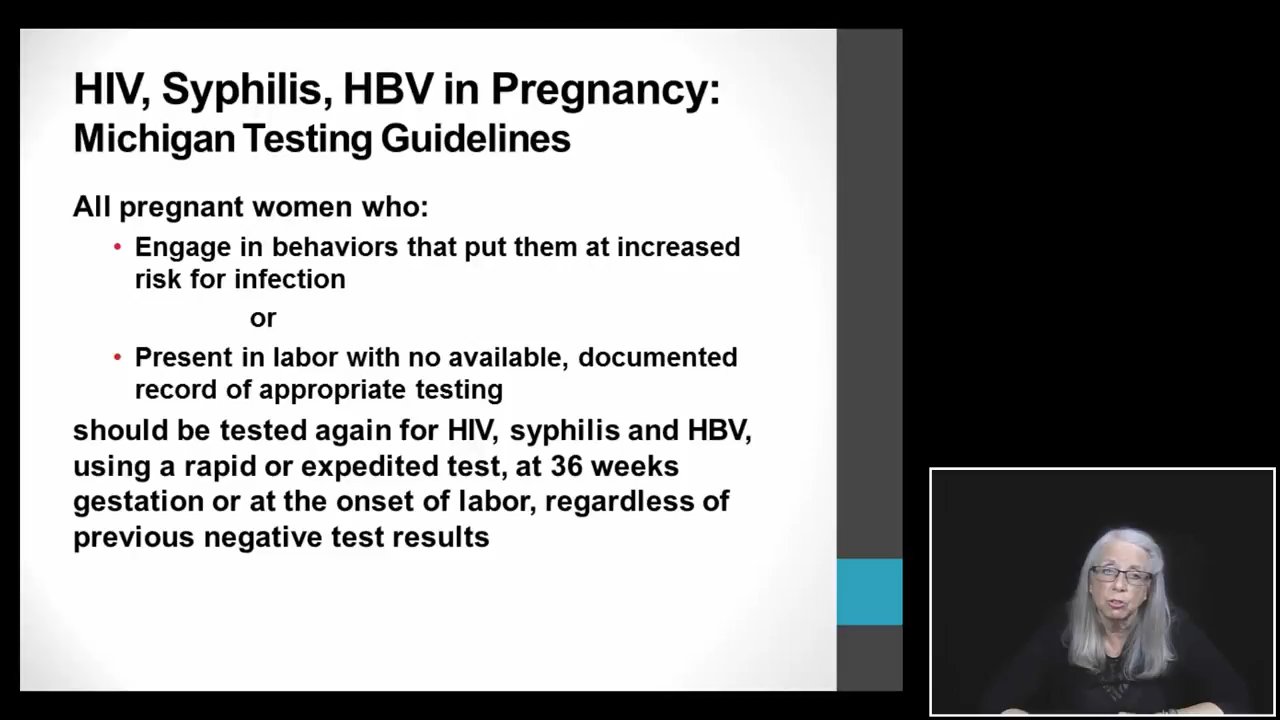 HIV, Syphilis, HBV in Pregnancy:
Michigan Testing Guidelines
All pregnant women who:
• Engage in behaviors that put them at increased
risk for infection
or
• Present in labor with no available, documented
record of appropriate testing
should be tested again for HIV, syphilis and HBV,
using a rapid or expedited test, at 36 weeks
gestation or at the onset of labor, regardless of
previous negative test results